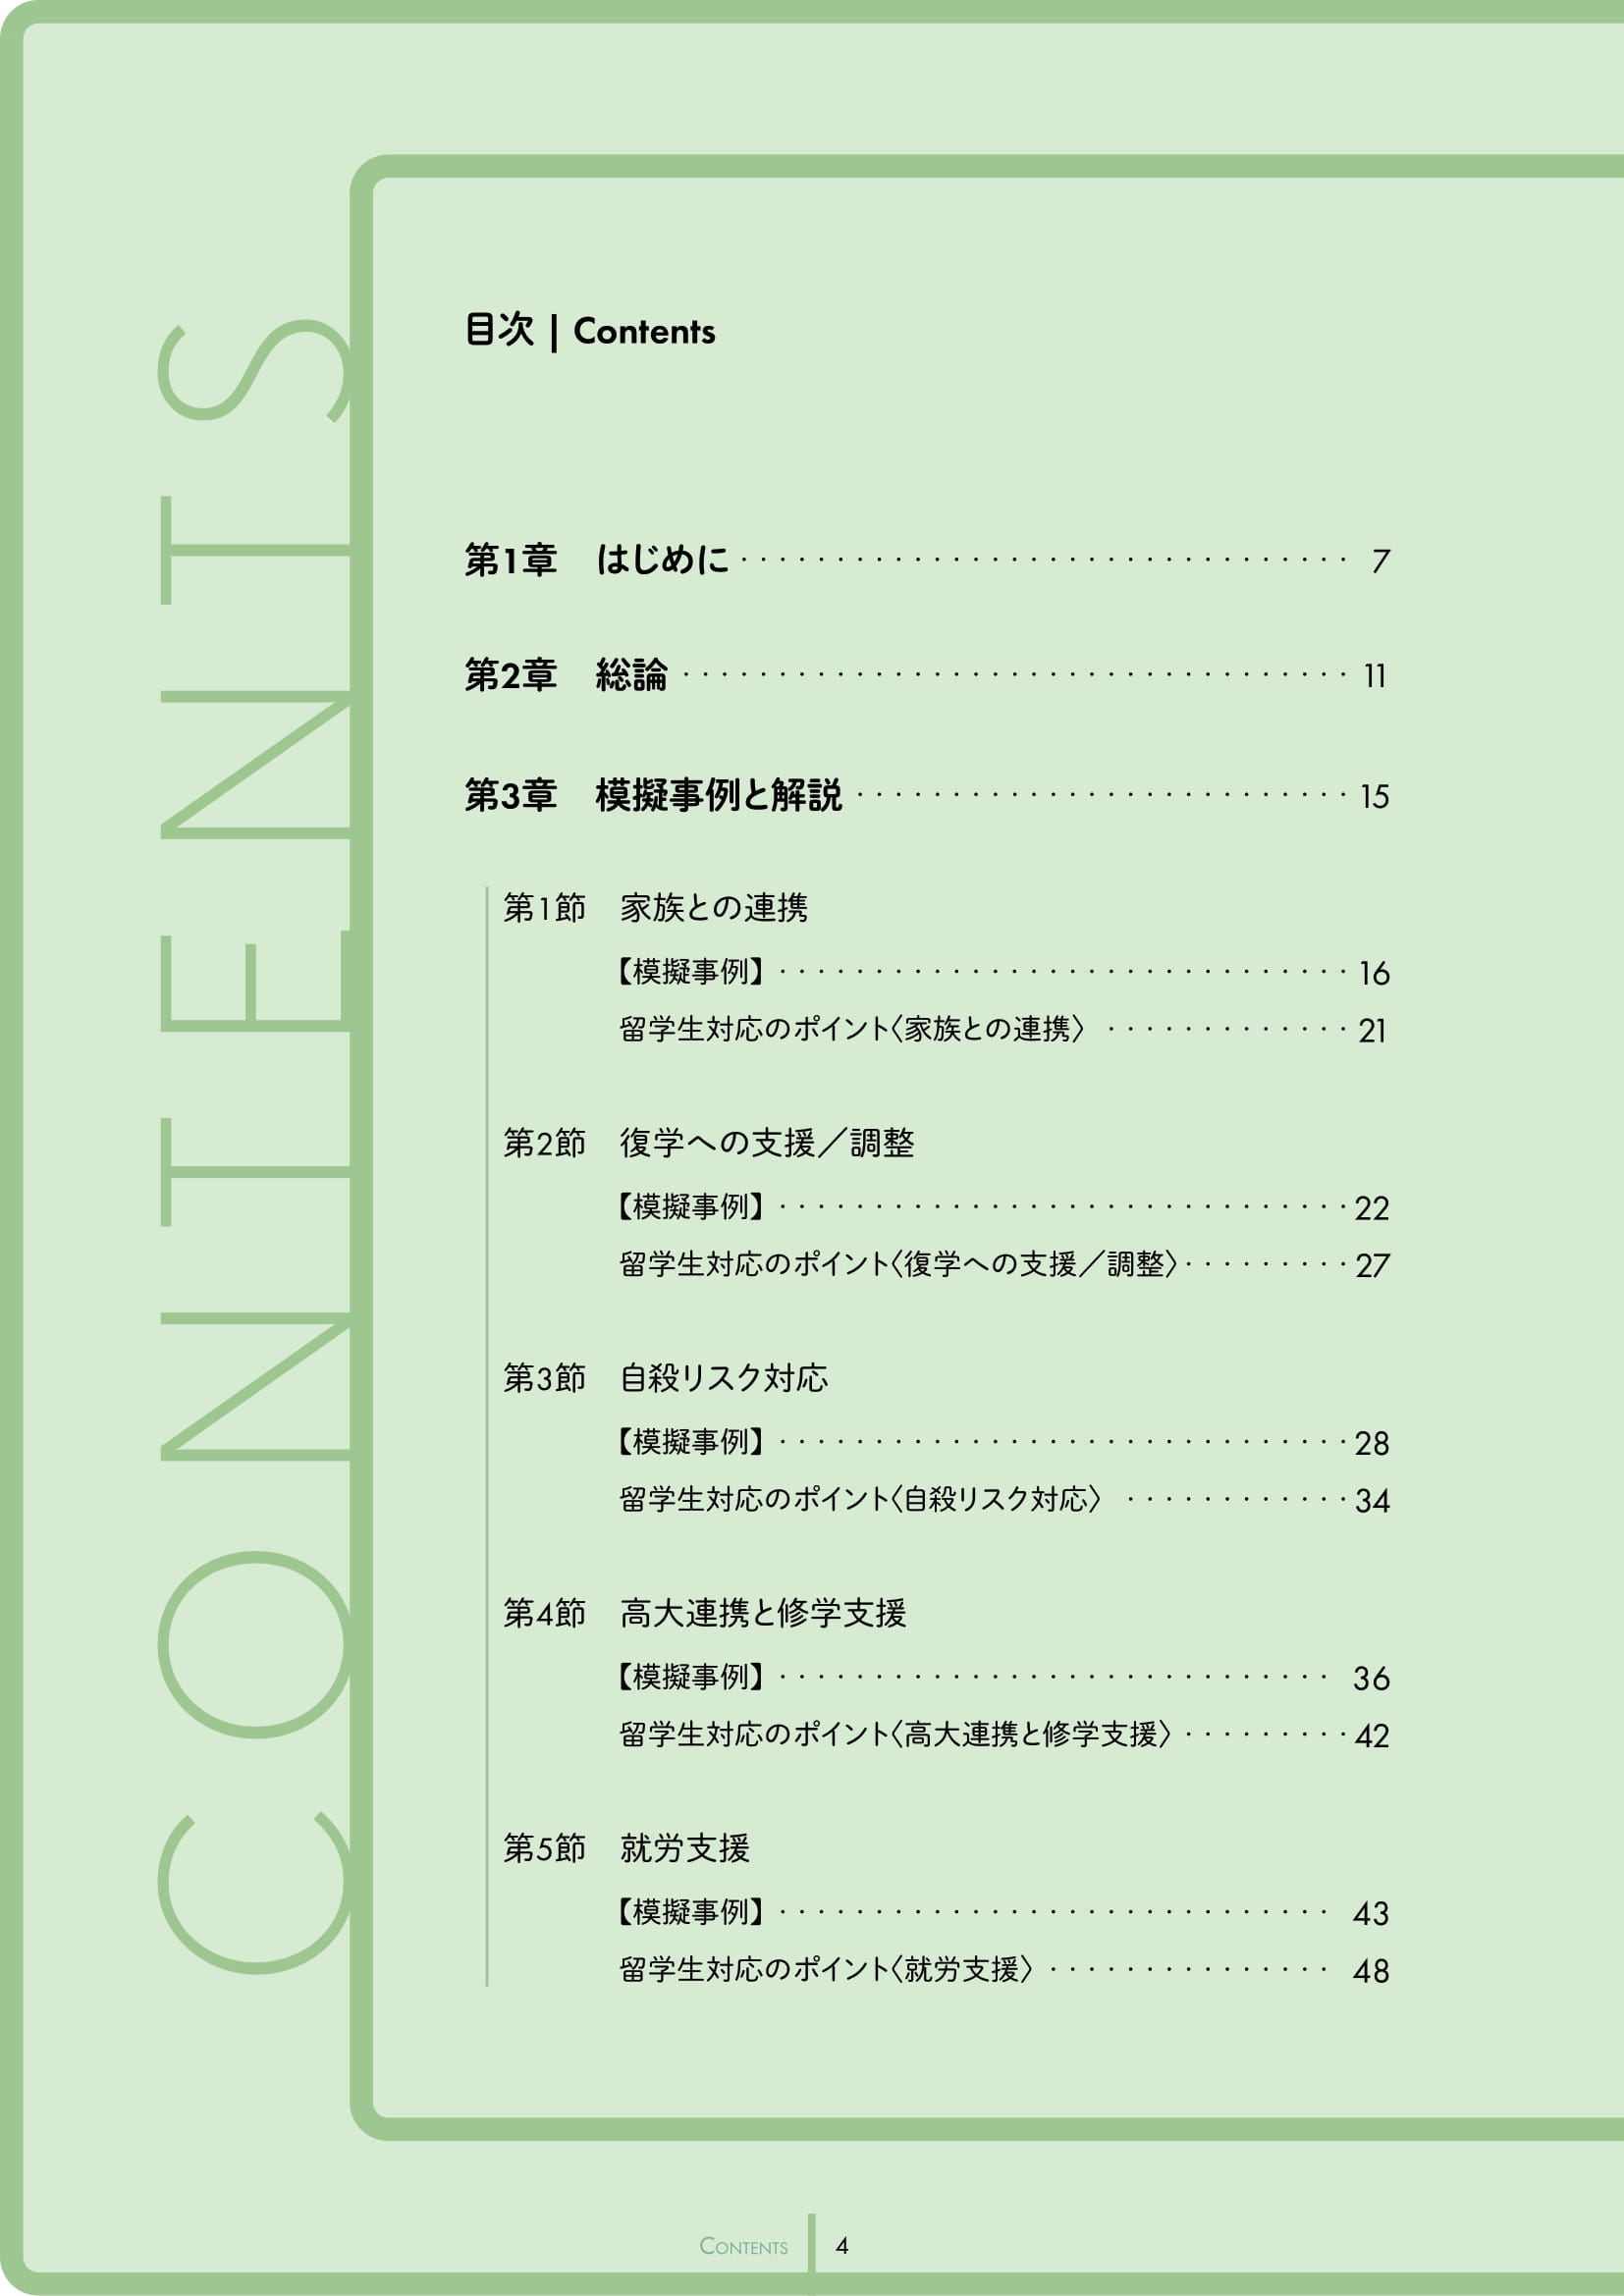 CONTENTS
目次 | Contents
第1章　はじめに ････････････････････････････････ 7
第2章　総論 ･･･････････････････････････････････ 11
第3章　模擬事例と解説 ･･････････････････････････ 15
第1節　家族との連携
【模擬事例】 ･･････････････････････････････ 16
留学生対応のポイント〈家族との連携〉 ･････････････ 21
第2節　復学への支援／調整
【模擬事例】 ･･････････････････････････････ 22
留学生対応のポイント〈復学への支援／調整〉 ･････････ 27
第3節　自殺リスク対応
【模擬事例】 ･･････････････････････････････ 28
留学生対応のポイント〈自殺リスク対応〉 ････････････ 34
第4節　高大連携と修学支援
【模擬事例】 ･････････････････････････････ 36
留学生対応のポイント〈高大連携と修学支援〉 ･････････ 42
第5節　就労支援
【模擬事例】 ･････････････････････････････ 43
留学生対応のポイント〈就労支援〉 ･･･････････････ 48
CONTENTS 4